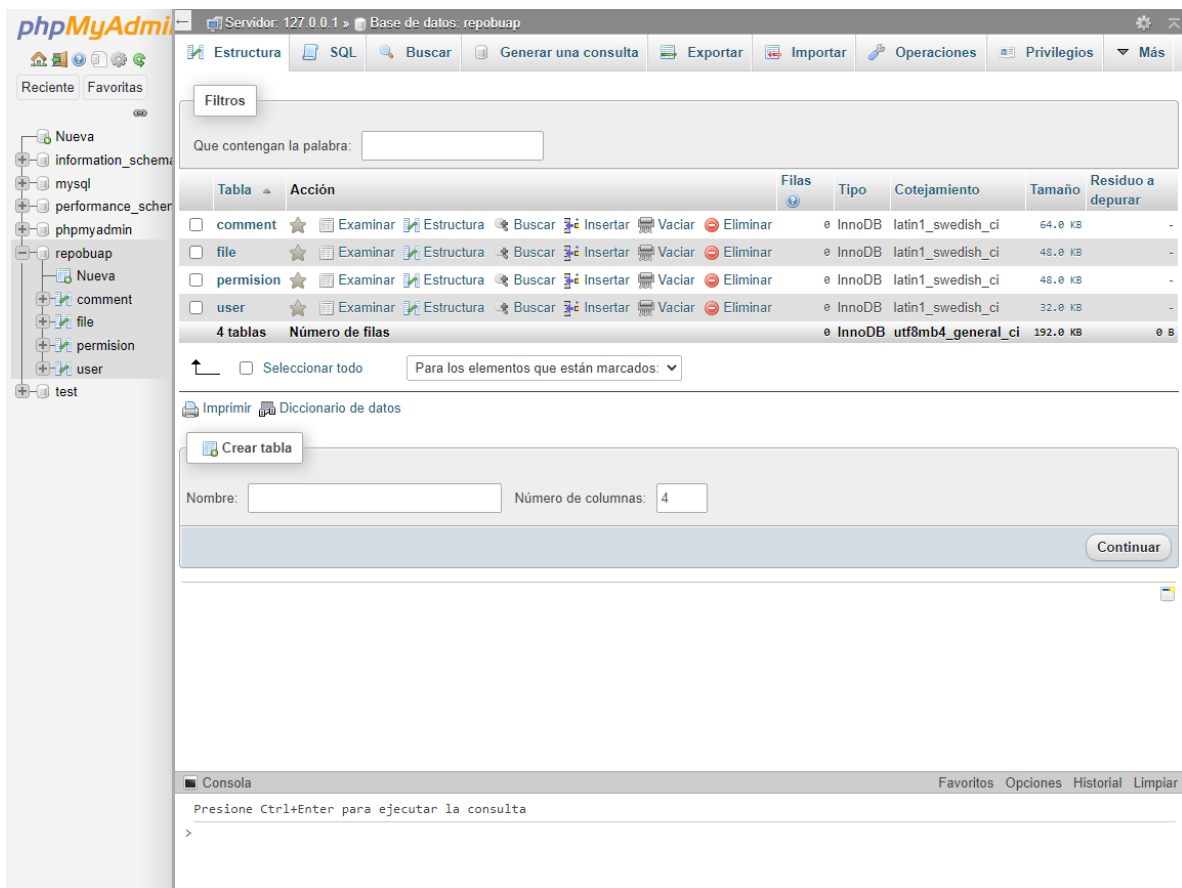 phpMyAdmi
Servidor: 127.0.0.1 » Base de datos: repobuap
Reciente Favoritas
Nueva
information_schema
mysql
performance_scher
phpmyadmin
repobuap
Nueva
comment
file
permision
user
test
Estructura SQL Buscar Generar una consulta Exportar Importar Operaciones Privilegios Más
Filtros
Que contengan la palabra:
Tabla Acción Filas Tipo Cotejamiento Tamaño Residuo a depurar
comment Examinar Estructura Buscar Insertar Vaciar Eliminar 0 InnoDB latin1_swedish_ci 64.0 KB -
file Examinar Estructura Buscar Insertar Vaciar Eliminar 0 InnoDB latin1_swedish_ci 48.0 KB -
permision Examinar Estructura Buscar Insertar Vaciar Eliminar 0 InnoDB latin1_swedish_ci 48.0 KB -
user Examinar Estructura Buscar Insertar Vaciar Eliminar 0 InnoDB latin1_swedish_ci 32.0 KB -
4 tablas Número de filas 0 InnoDB utf8mb4_general_ci 192.0 KB 0 B
Seleccionar todo Para los elementos que están marcados:
Imprimir Diccionario de datos
Crear tabla
Nombre: Número de columnas: 4
Continuar
Consola Favoritos Opciones Historial Limpiar
Presione Ctrl+Enter para ejecutar la consulta
>